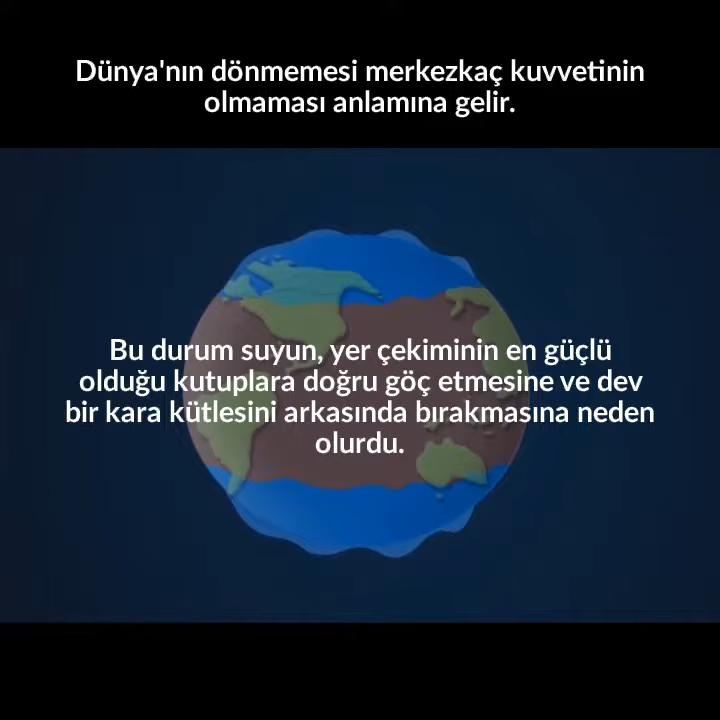 Dünya'nın dönmemesi merkezkaç kuvvetinin
olmaması anlamına gelir.
Bu durum suyun, yer çekiminin en güçlü
olduğu kutuplara doğru göç etmesine ve dev
bir kara kütlesini arkasında bırakmasına neden
olurdu.